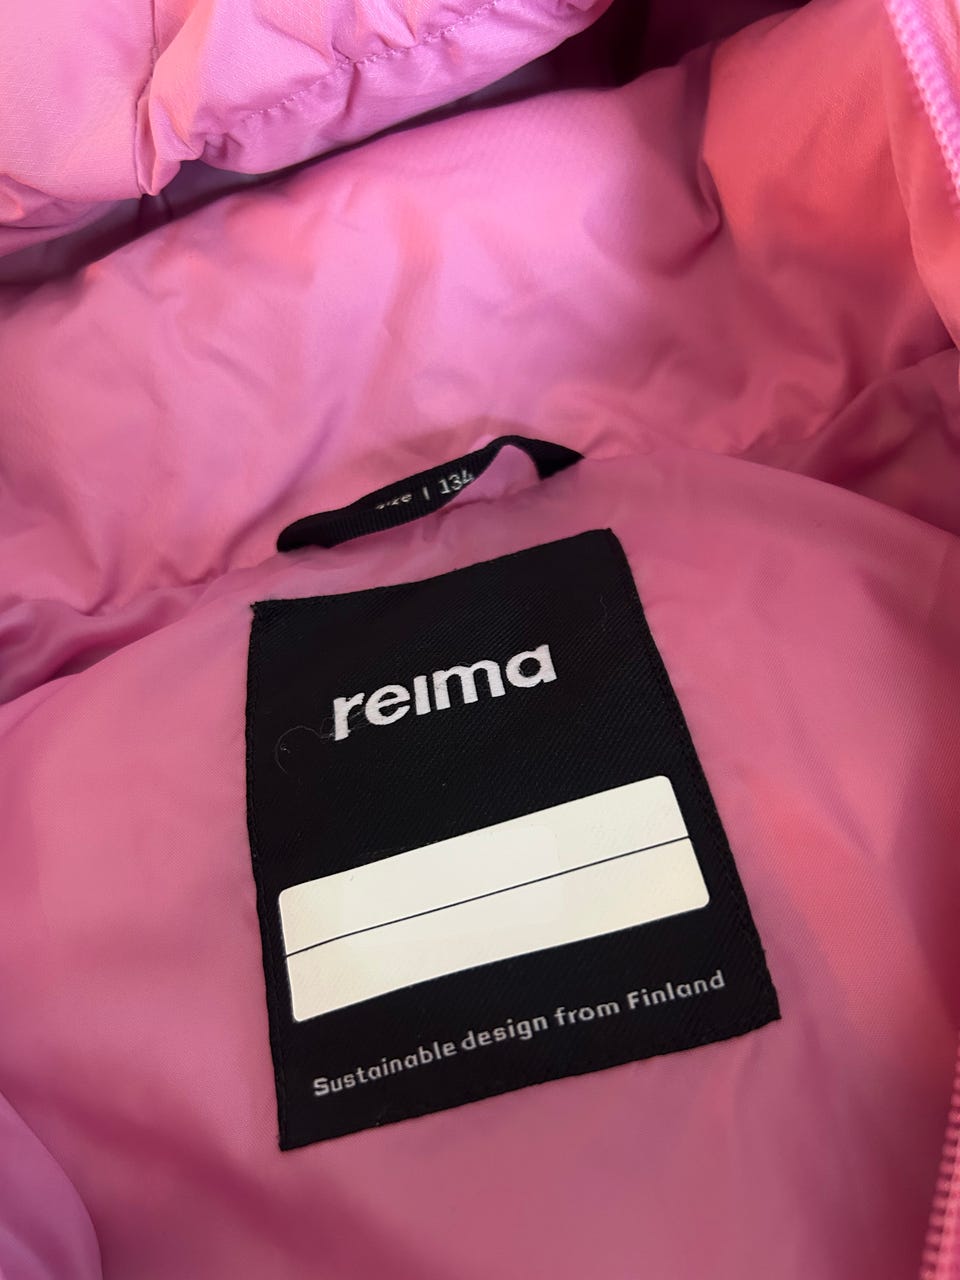 size | 134
reima
Sustainable design from Finland